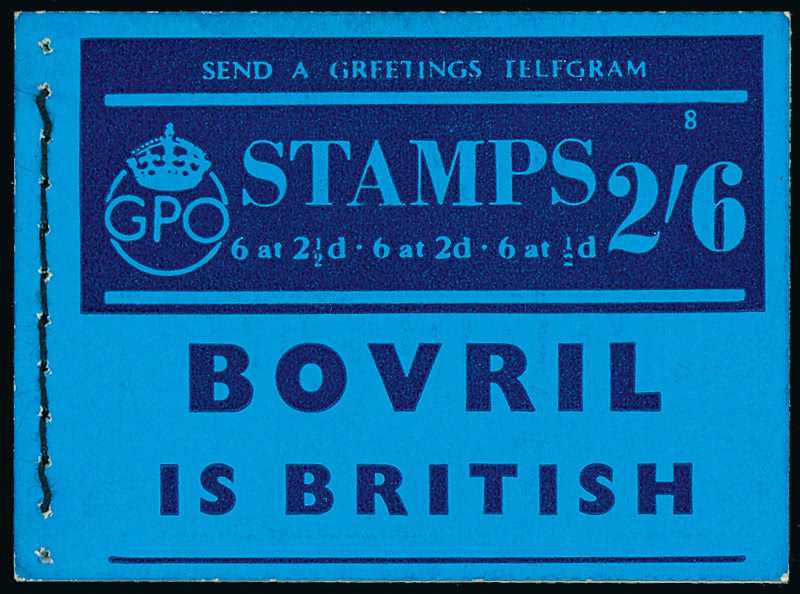 SEND A GREETINGS TELEGRAM
8
STAMPS 2/6
GPO
6 at 2½d · 6 at 2d · 6 at ½d
BOVRIL
IS BRITISH